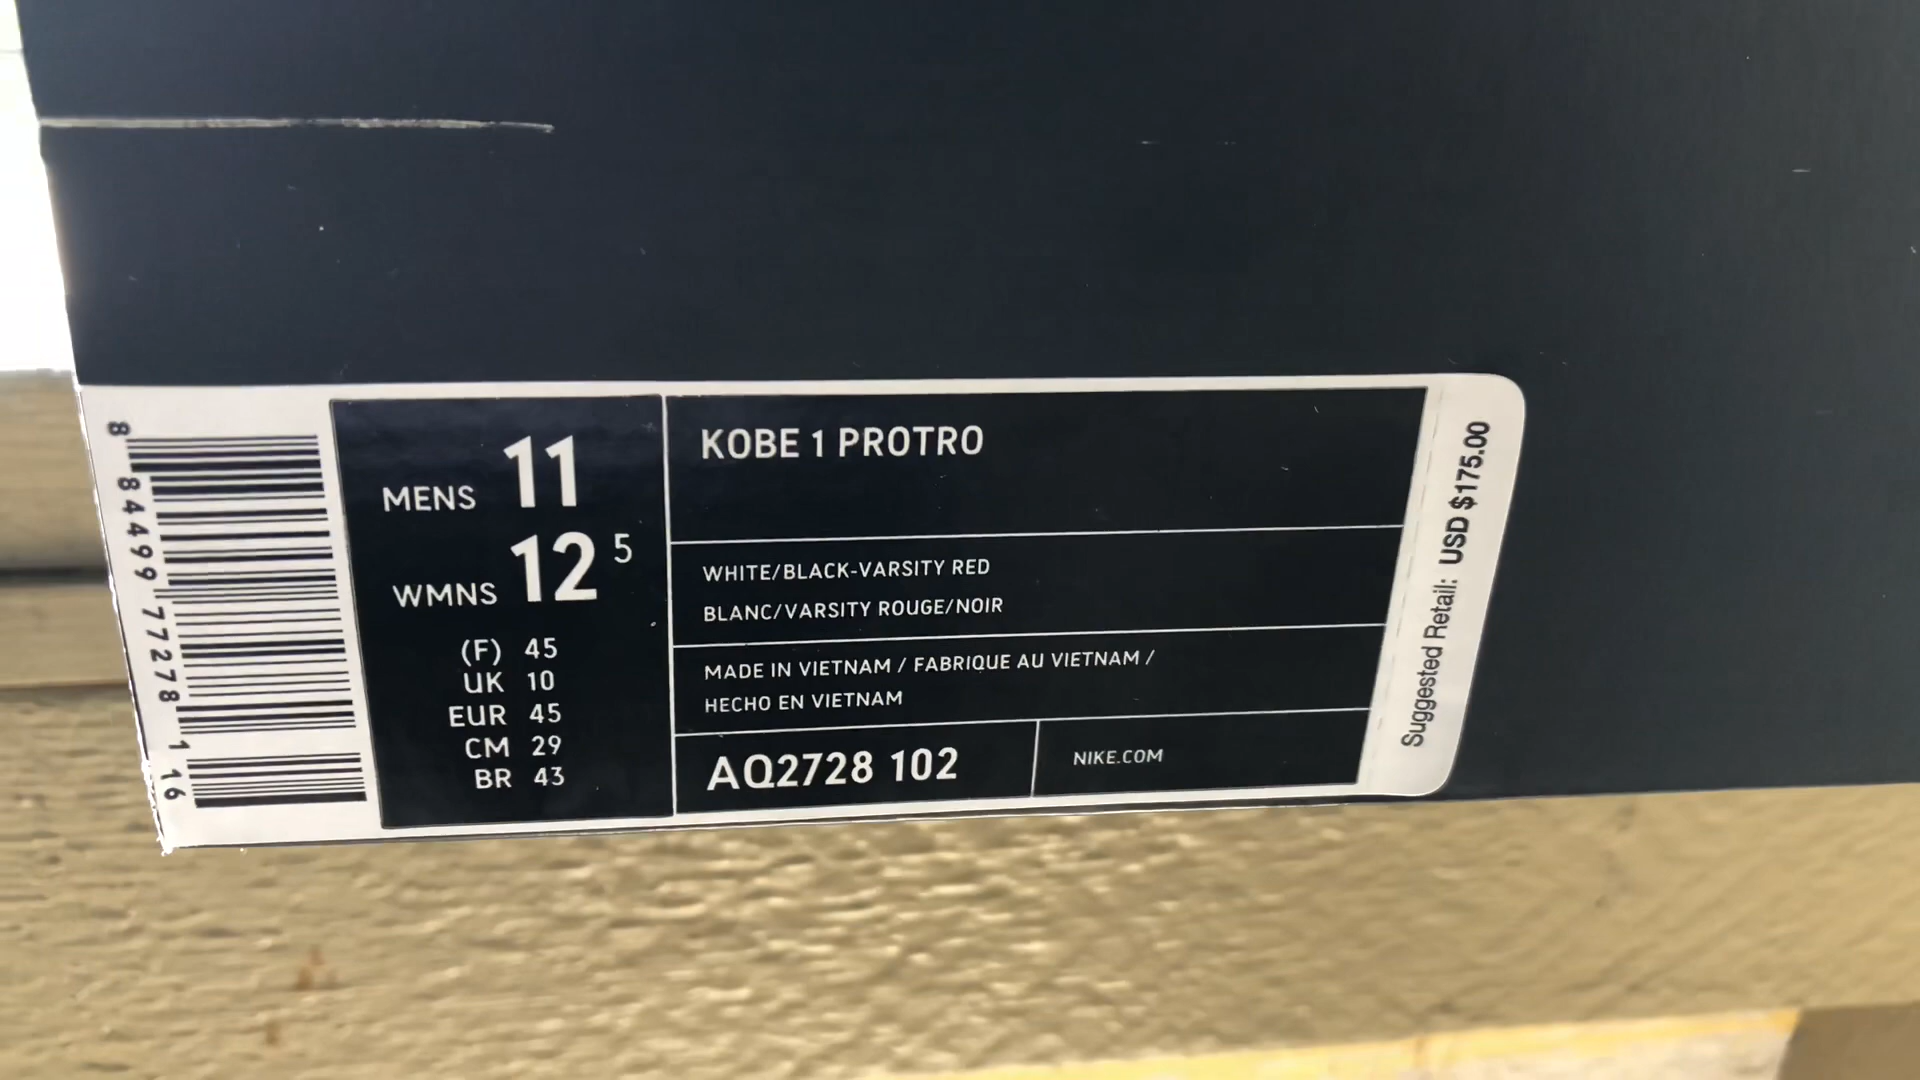 8 84499 77278 1 16
MENS 11
WMNS 12 5
(F) 45
UK 10
EUR 45
CM 29
BR 43
KOBE 1 PROTRO
WHITE/BLACK-VARSITY RED
BLANC/VARSITY ROUGE/NOIR
MADE IN VIETNAM / FABRIQUE AU VIETNAM /
HECHO EN VIETNAM
AQ2728 102
NIKE.COM
Suggested Retail: USD $175.00